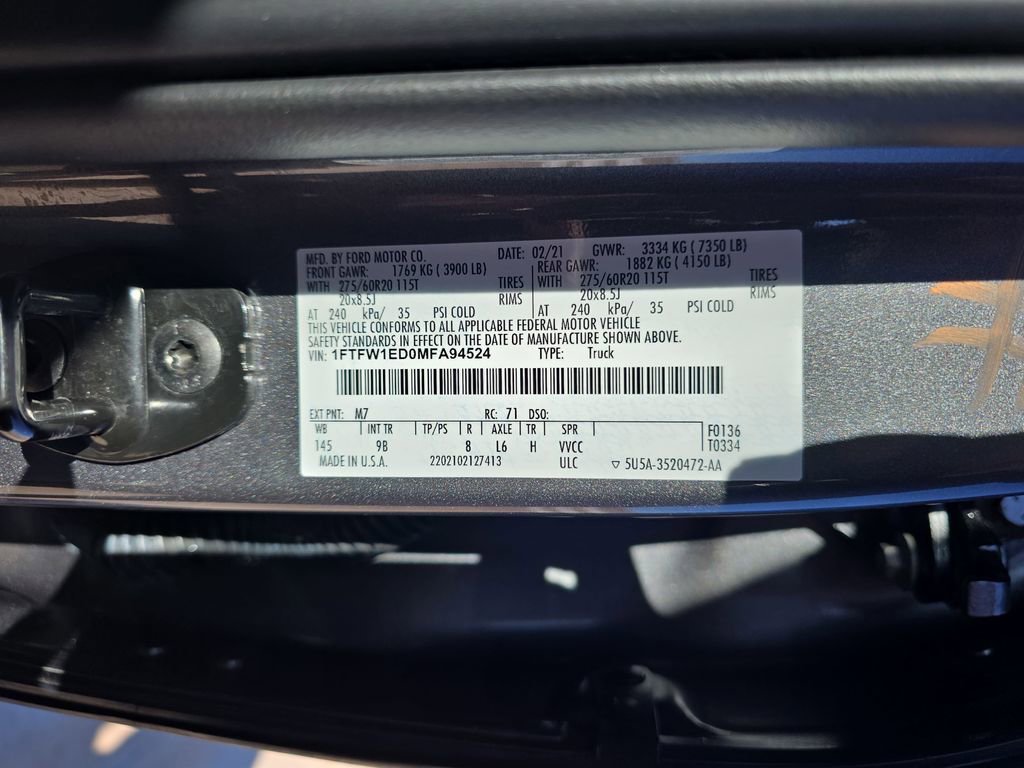 MFD. BY FORD MOTOR CO. DATE: 02/21 GVWR: 3334 KG ( 7350 LB)
FRONT GAWR: 1769 KG ( 3900 LB) REAR GAWR: 1882 KG ( 4150 LB)
WITH 275/60R20 115T TIRES WITH 275/60R20 115T TIRES
20x8.5J RIMS 20x8.5J RIMS
AT 240 kPa/ 35 PSI COLD AT 240 kPa/ 35 PSI COLD
THIS VEHICLE CONFORMS TO ALL APPLICABLE FEDERAL MOTOR VEHICLE
SAFETY STANDARDS IN EFFECT ON THE DATE OF MANUFACTURE SHOWN ABOVE.
VIN: 1FTFW1ED0MFA94524 TYPE: Truck
EXT PNT: M7 RC: 71 DSO:
WB INT TR TP/PS R AXLE TR SPR F0136
145 9B 8 L6 H VVCC T0334
MADE IN U.S.A. 2202102127413 ULC ▽ 5U5A-3520472-AA